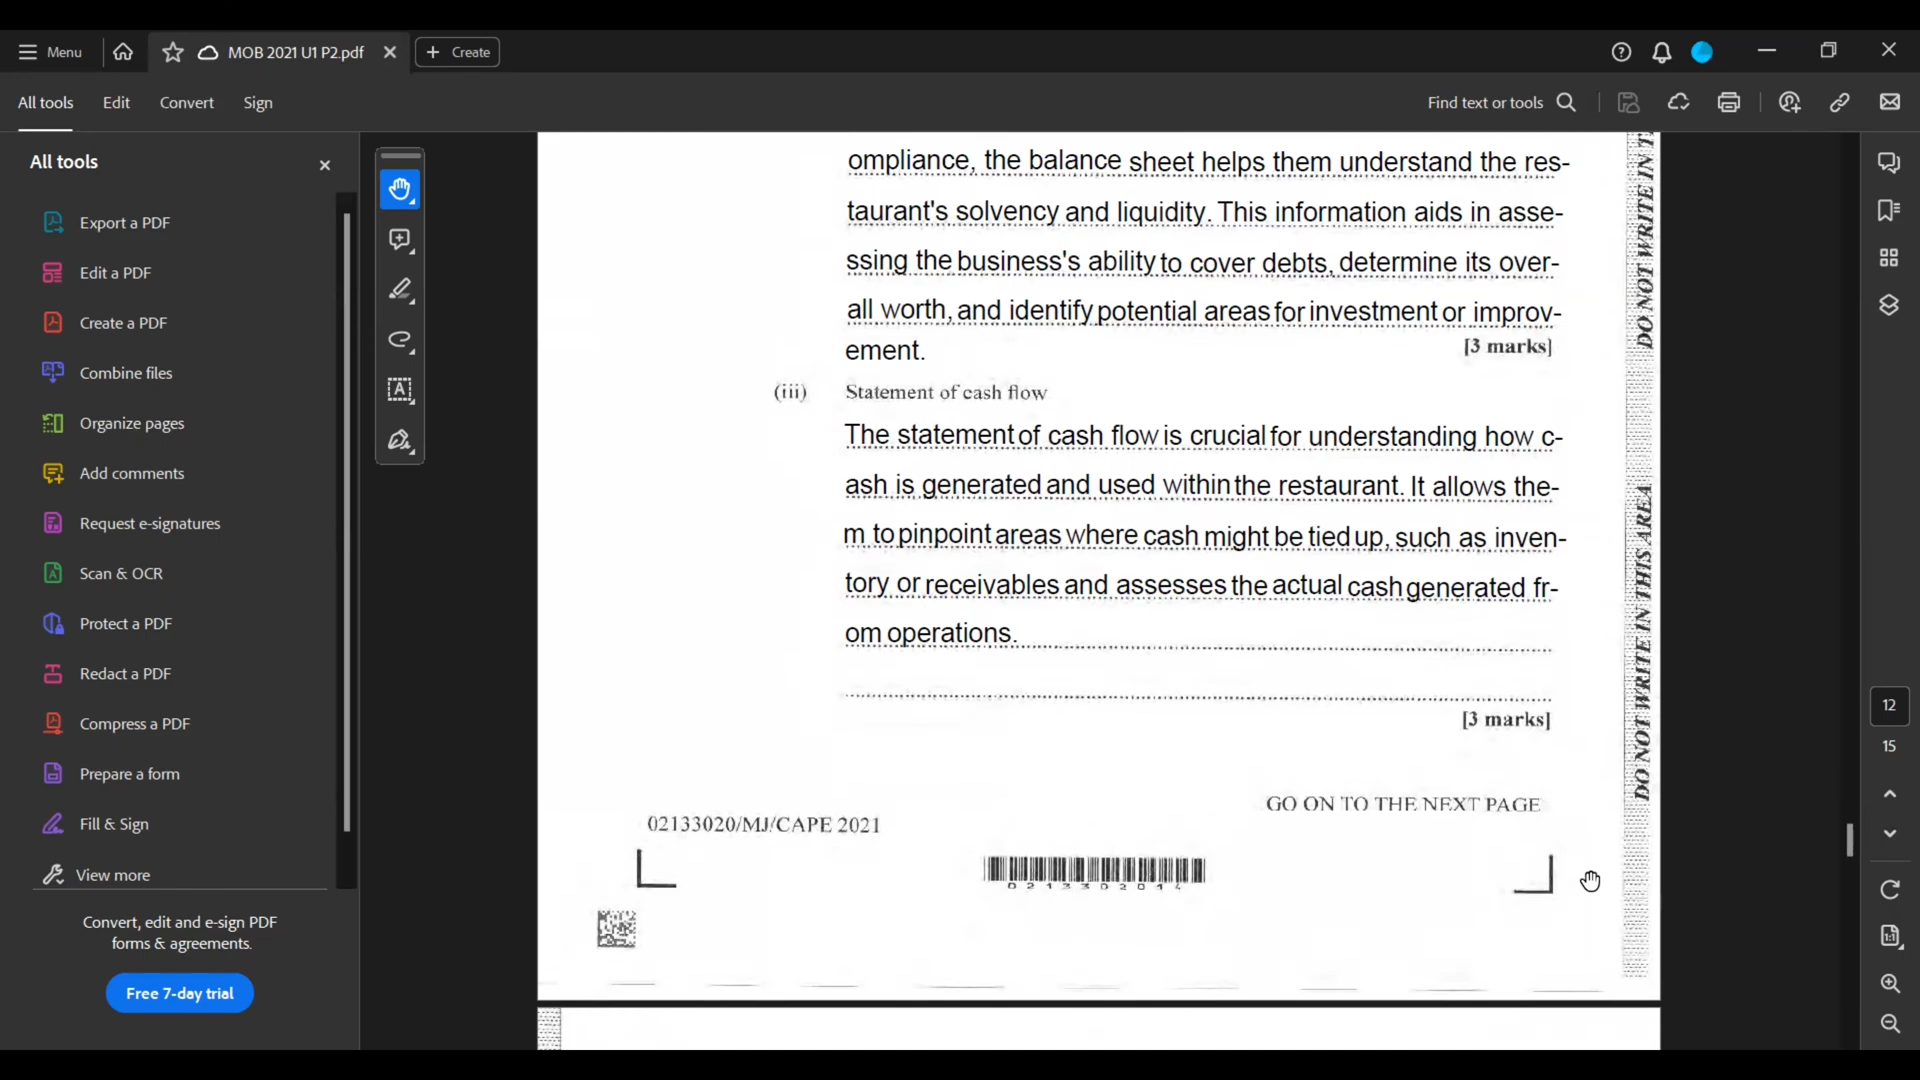 Menu
MOB 2021 U1 P2.pdf
Create
All tools
Edit
Convert
Sign
Find text or tools
All tools
Export a PDF
Edit a PDF
Create a PDF
Combine files
Organize pages
Add comments
Request e-signatures
Scan & OCR
Protect a PDF
Redact a PDF
Compress a PDF
Prepare a form
Fill & Sign
View more
Convert, edit and e-sign PDF
forms & agreements.
Free 7-day trial
ompliance, the balance sheet helps them understand the res-
taurant's solvency and liquidity. This information aids in asse-
ssing the business's ability to cover debts, determine its over-
all worth, and identify potential areas for investment or improv-
ement.
[3 marks]
(iii) Statement of cash flow
The statement of cash flow is crucial for understanding how c-
ash is generated and used within the restaurant. It allows the-
m to pinpoint areas where cash might be tied up, such as inven-
tory or receivables and assesses the actual cash generated fr-
om operations.
[3 marks]
GO ON TO THE NEXT PAGE
02133020/MJ/CAPE 2021
0213302014
DO NOT WRITE IN T
DO NOT WRITE IN THIS AREA
12
15